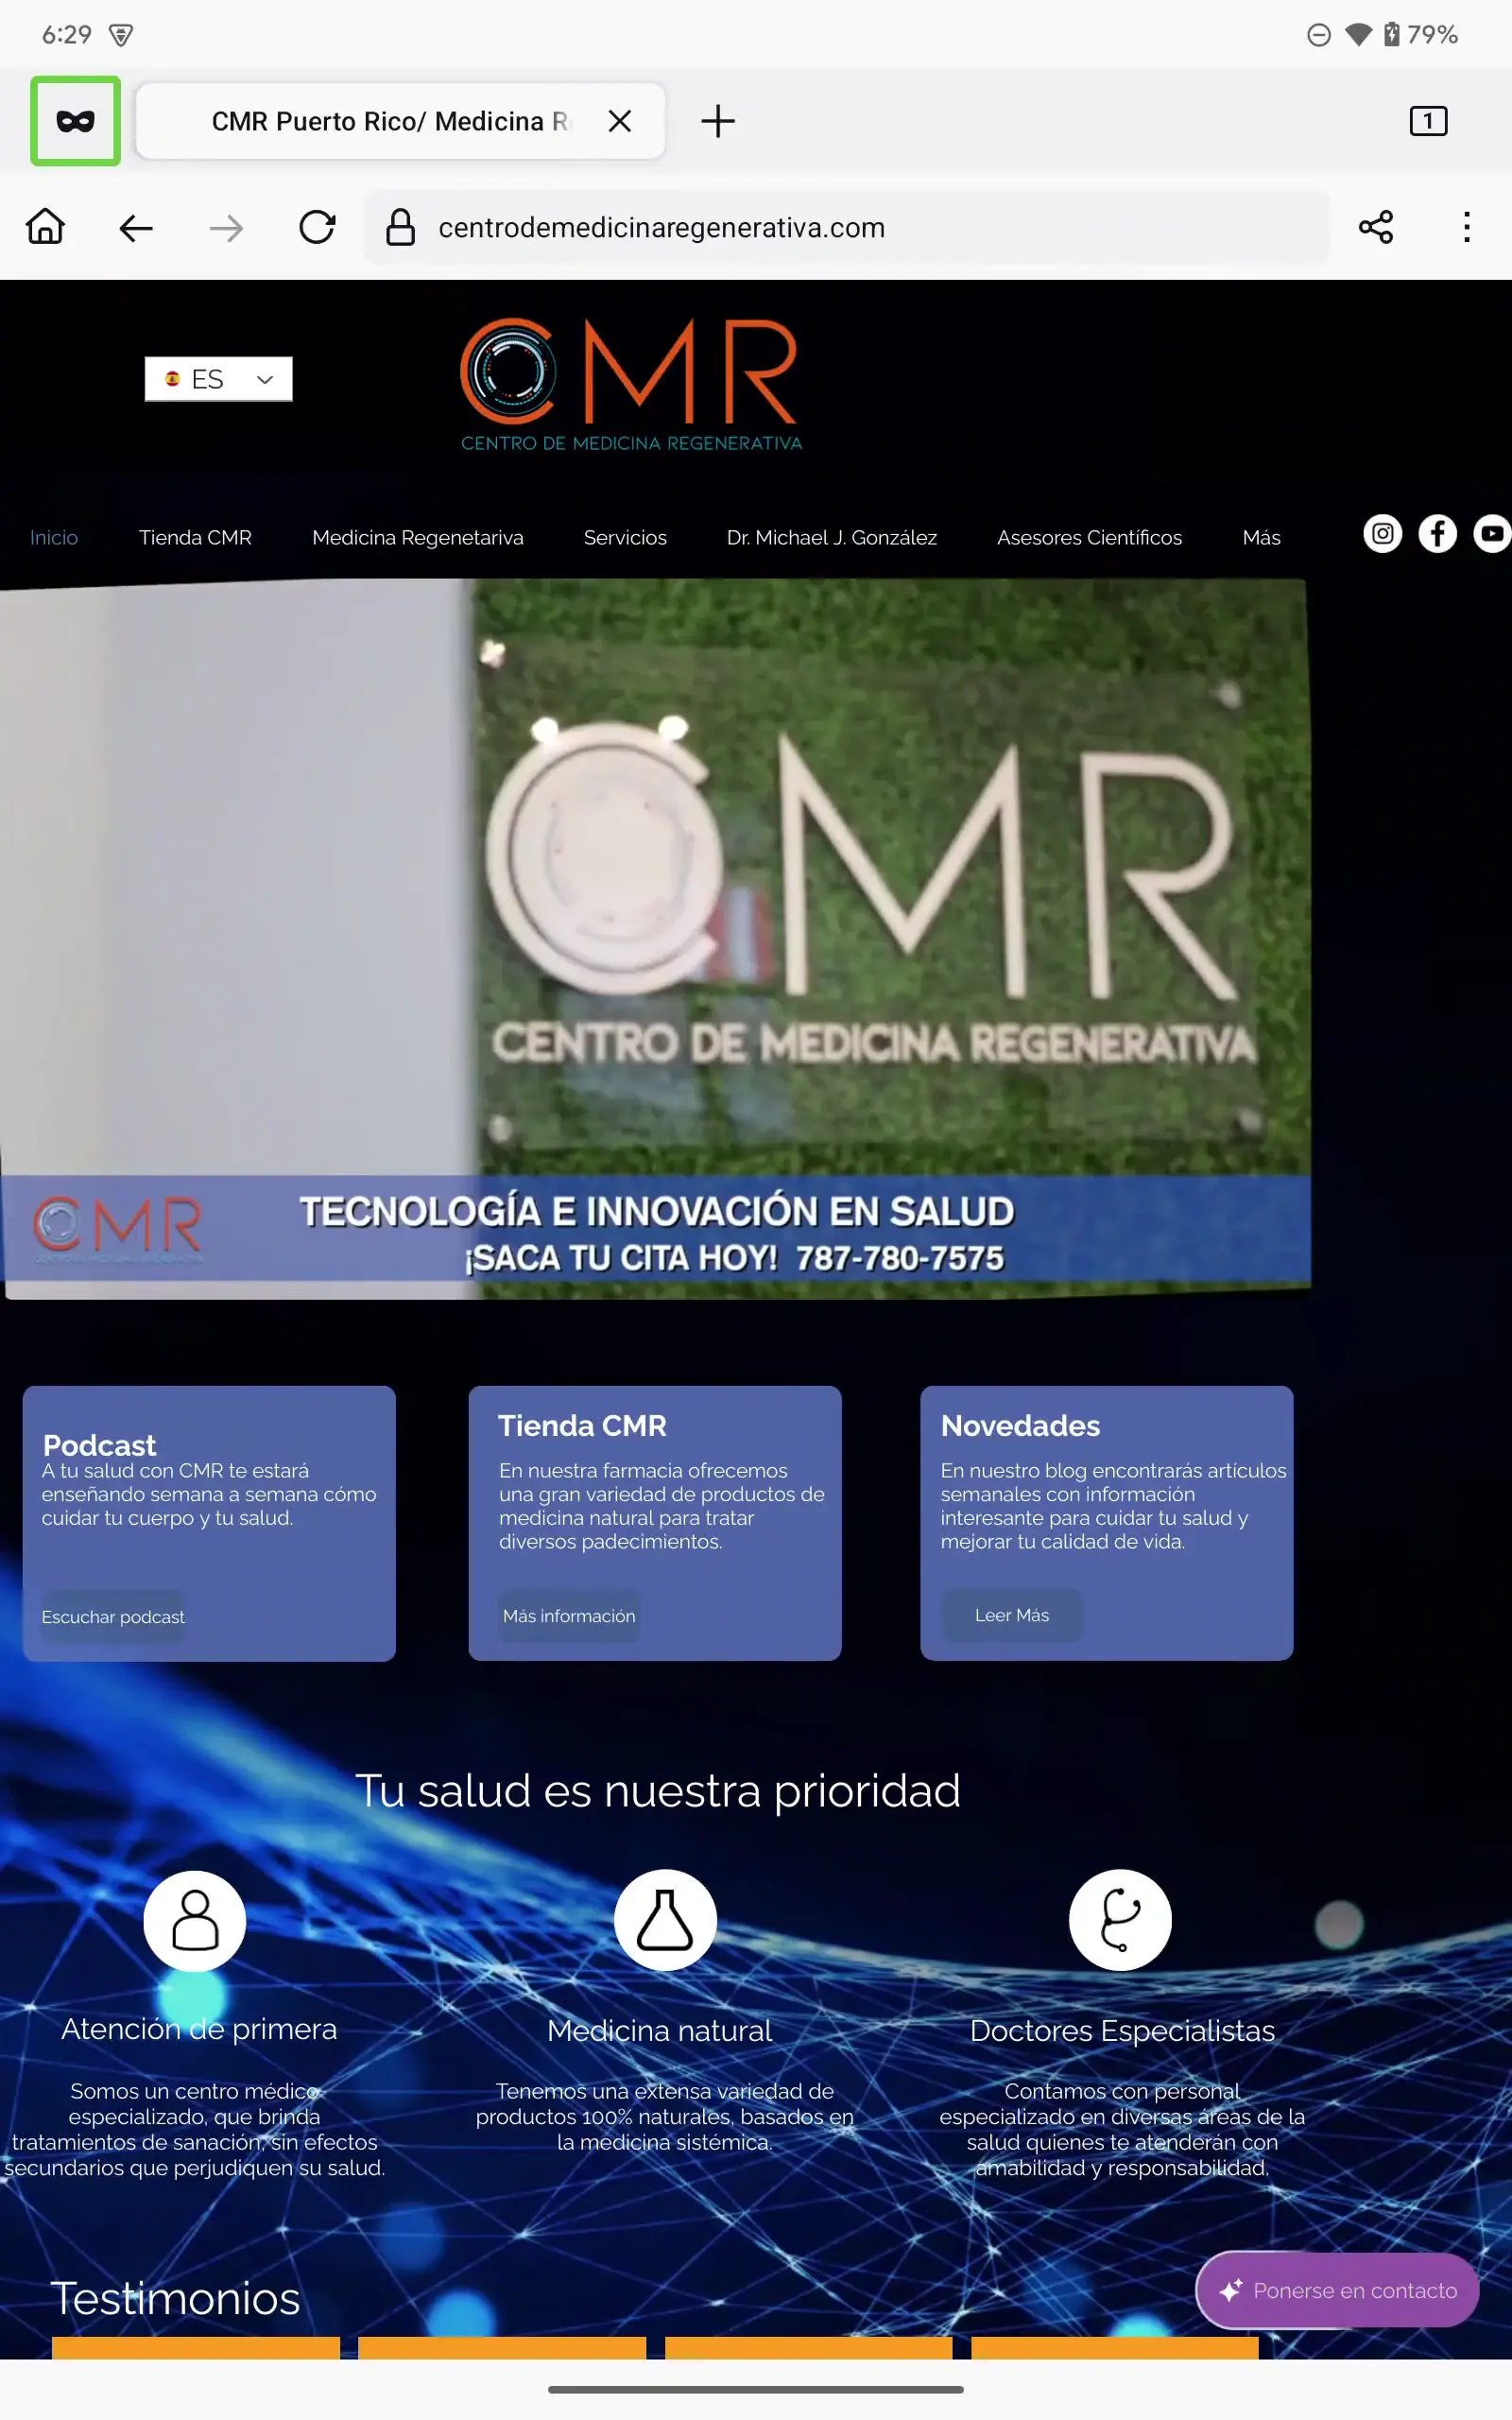 6:29
79%
CMR Puerto Rico/ Medicina R
1
centrodemedicinaregenerativa.com
ES
CMR
CENTRO DE MEDICINA REGENERATIVA
Inicio
Tienda CMR
Medicina Regenetariva
Servicios
Dr. Michael J. González
Asesores Científicos
Más
CMR
CENTRO DE MEDICINA REGENERATIVA
CMR
TECNOLOGÍA E INNOVACIÓN EN SALUD
¡SACA TU CITA HOY! 787-780-7575
Podcast
A tu salud con CMR te estará
enseñando semana a semana cómo
cuidar tu cuerpo y tu salud.
Escuchar podcast
Tienda CMR
En nuestra farmacia ofrecemos
una gran variedad de productos de
medicina natural para tratar
diversos padecimientos.
Más información
Novedades
En nuestro blog encontrarás artículos
semanales con información
interesante para cuidar tu salud y
mejorar tu calidad de vida.
Leer Más
Tu salud es nuestra prioridad
Atención de primera
Somos un centro médico
especializado, que brinda
tratamientos de sanación, sin efectos
secundarios que perjudiquen su salud.
Medicina natural
Tenemos una extensa variedad de
productos 100% naturales, basados en
la medicina sistémica.
Doctores Especialistas
Contamos con personal
especializado en diversas áreas de la
salud quienes te atenderán con
amabilidad y responsabilidad.
Testimonios
Ponerse en contacto